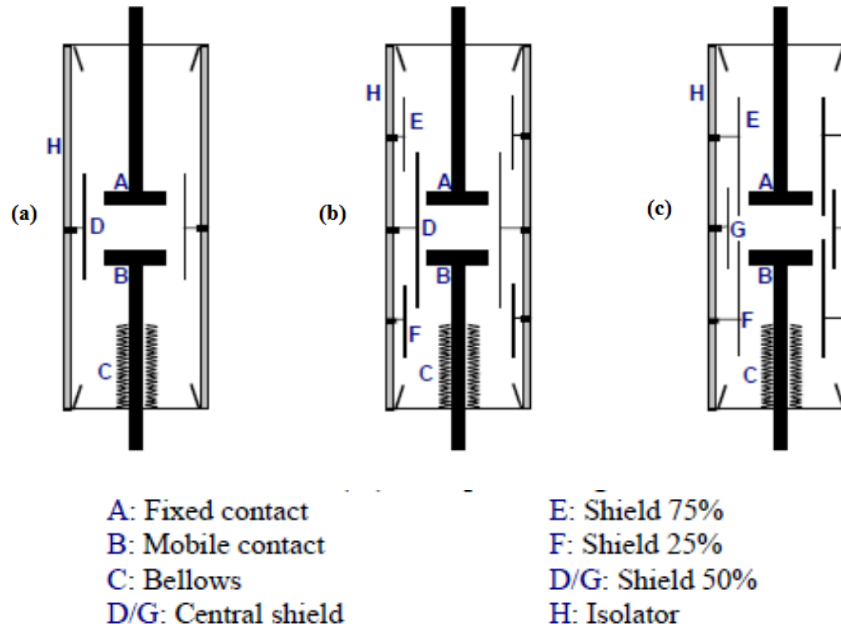 H
A
(a)
D
B
C
H
E
A
(b)
D
B
F
C
H
E
A
(c)
G
B
F
C
A: Fixed contact
E: Shield 75%
B: Mobile contact
F: Shield 25%
C: Bellows
D/G: Shield 50%
D/G: Central shield
H: Isolator